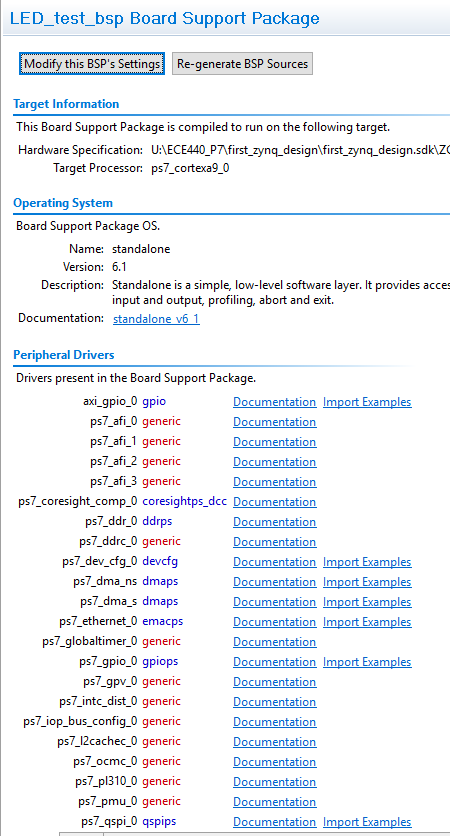 LED_test_bsp Board Support Package
Modify this BSP's Settings Re-generate BSP Sources
Target Information
This Board Support Package is compiled to run on the following target.
Hardware Specification: U:\ECE440_P7\first_zynq_design\first_zynq_design.sdk\ZC
Target Processor: ps7_cortexa9_0
Operating System
Board Support Package OS.
Name: standalone
Version: 6.1
Description: Standalone is a simple, low-level software layer. It provides acces
input and output, profiling, abort and exit.
Documentation: standalone_v6_1
Peripheral Drivers
Drivers present in the Board Support Package.
axi_gpio_0 gpio Documentation Import Examples
ps7_afi_0 generic Documentation
ps7_afi_1 generic Documentation
ps7_afi_2 generic Documentation
ps7_afi_3 generic Documentation
ps7_coresight_comp_0 coresightps_dcc Documentation
ps7_ddr_0 ddrps Documentation
ps7_ddrc_0 generic Documentation
ps7_dev_cfg_0 devcfg Documentation Import Examples
ps7_dma_ns dmaps Documentation Import Examples
ps7_dma_s dmaps Documentation Import Examples
ps7_ethernet_0 emacps Documentation Import Examples
ps7_globaltimer_0 generic Documentation
ps7_gpio_0 gpiops Documentation Import Examples
ps7_gpv_0 generic Documentation
ps7_intc_dist_0 generic Documentation
ps7_iop_bus_config_0 generic Documentation
ps7_l2cachec_0 generic Documentation
ps7_ocmc_0 generic Documentation
ps7_pl310_0 generic Documentation
ps7_pmu_0 generic Documentation
ps7_qspi_0 qspips Documentation Import Examples